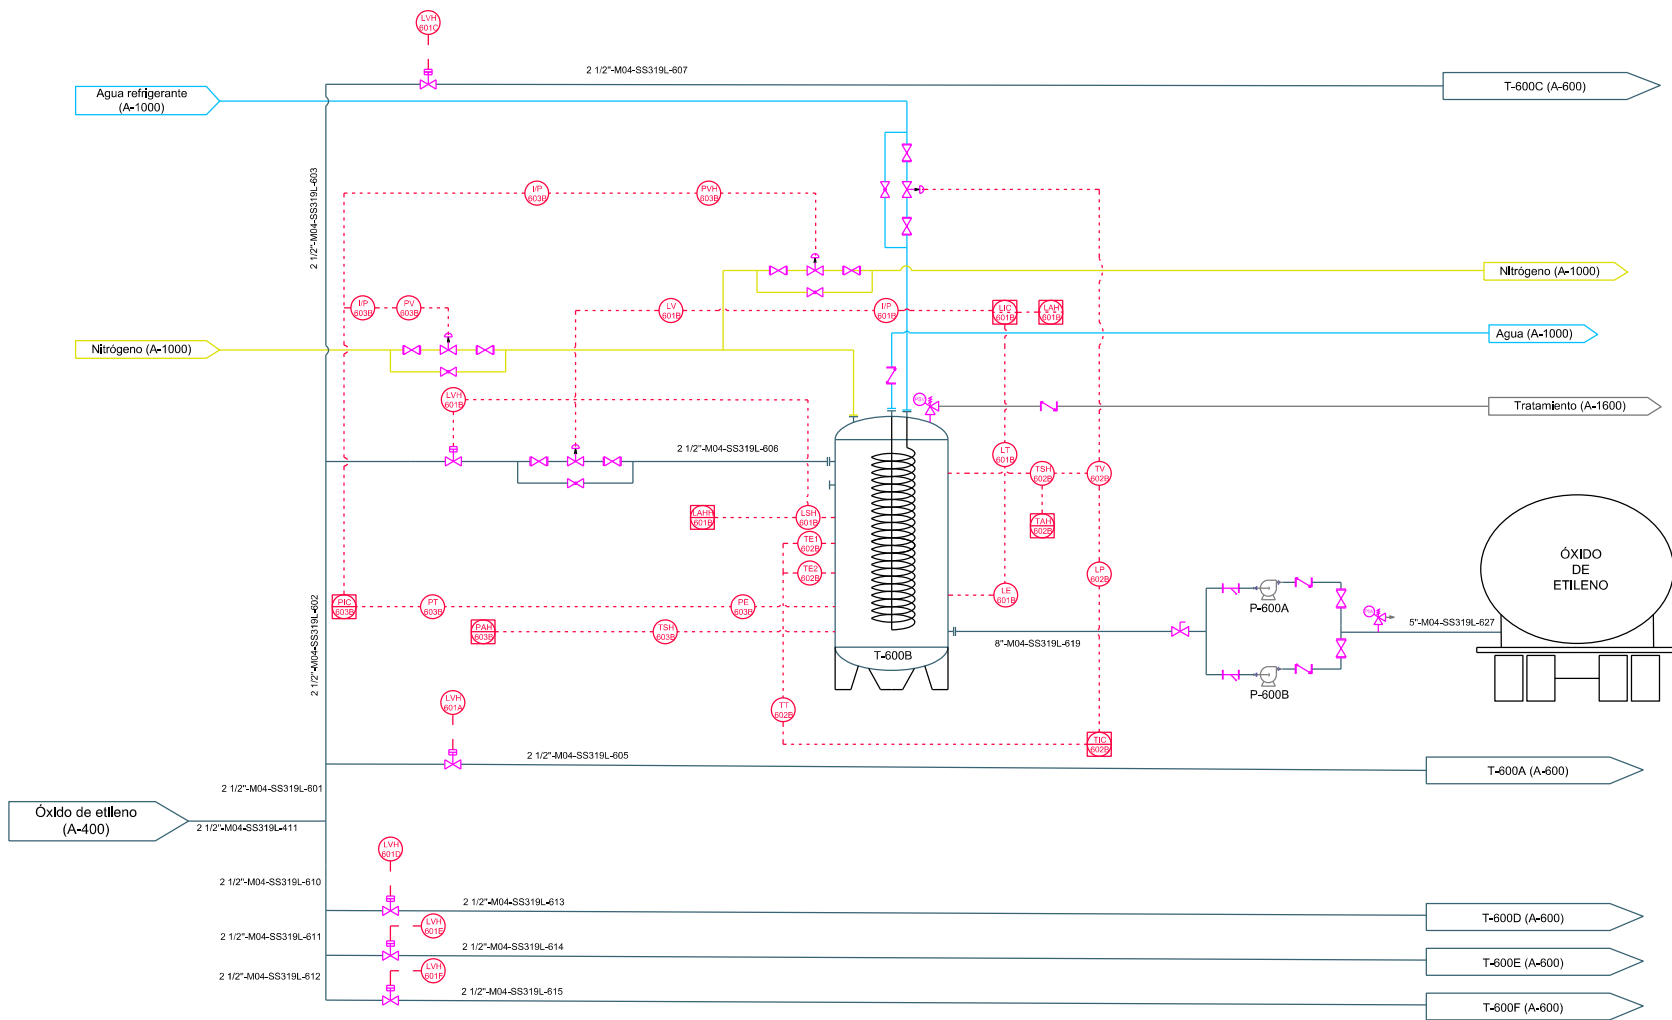 LVH
601C
2 1/2"-M04-SS319L-607
T-600C (A-600)
Agua refrigerante
(A-1000)
2 1/2"-M04-SS319L-603
I/P
603B
PVH
603B
Nitrógeno (A-1000)
I/P
603B
PV
603B
LV
601B
I/P
601B
LIC
601B
LAH
601B
Agua (A-1000)
Nitrógeno (A-1000)
LVH
601B
PSV
Tratamiento (A-1600)
2 1/2"-M04-SS319L-606
LT
601B
TSH
602B
TV
602B
LAHH
601B
LSH
601B
TAH
602B
TE1
602B
TE2
602B
LP
602B
LE
601B
ÓXIDO
DE
ETILENO
P-600A
PIC
603B
PT
603B
PE
603B
PAH
603B
TSH
603B
2 1/2"-M04-SS319L-602
T-600B
8"-M04-SS319L-619
5"-M04-SS319L-627
P-600B
LVH
601A
TT
602B
TIC
602B
2 1/2"-M04-SS319L-605
T-600A (A-600)
2 1/2"-M04-SS319L-601
Óxido de etileno
(A-400)
2 1/2"-M04-SS319L-411
LVH
601D
2 1/2"-M04-SS319L-610
2 1/2"-M04-SS319L-613
T-600D (A-600)
LVH
601E
2 1/2"-M04-SS319L-611
2 1/2"-M04-SS319L-614
T-600E (A-600)
LVH
601F
2 1/2"-M04-SS319L-612
2 1/2"-M04-SS319L-615
T-600F (A-600)